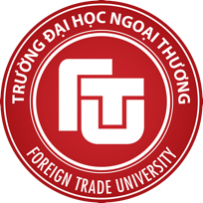 TRƯỜNG ĐẠI HỌC NGOẠI THƯƠNG
FTU
FOREIGN TRADE UNIVERSITY